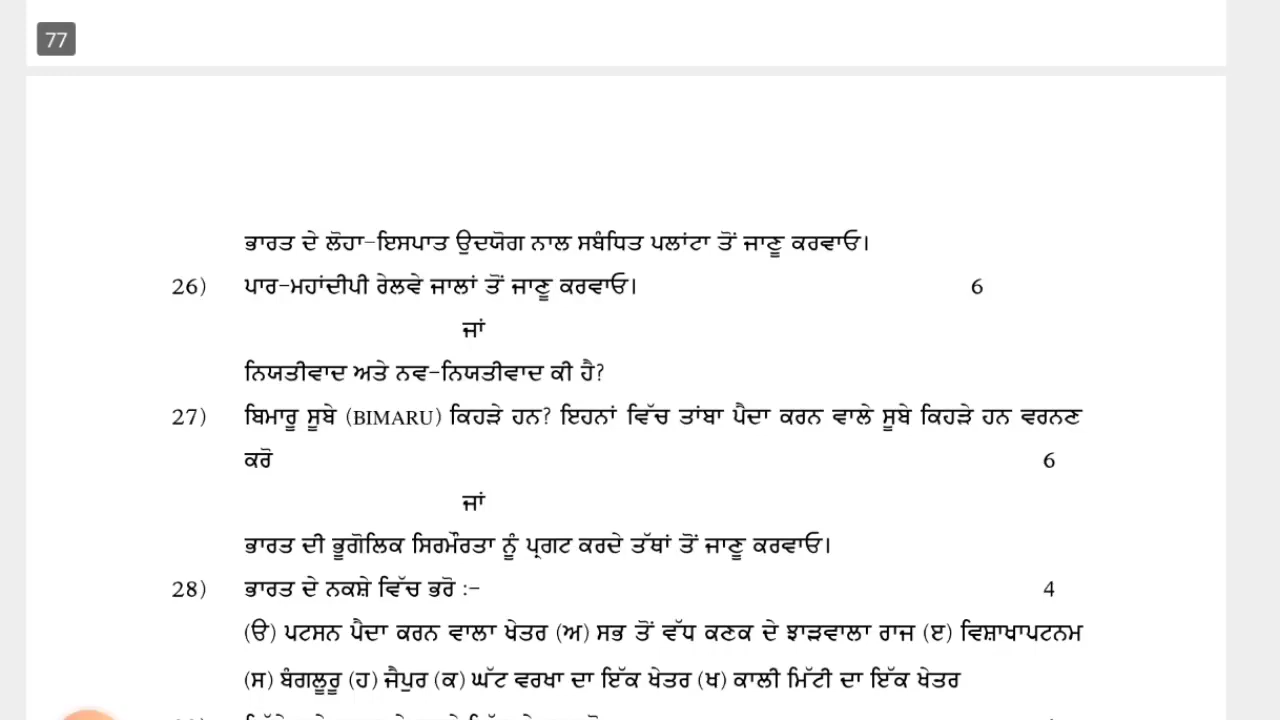 77
ਭਾਰਤ ਦੇ ਲੋਹਾ-ਇਸਪਾਤ ਉਦਯੋਗ ਨਾਲ ਸਬੰਧਿਤ ਪਲਾਂਟਾ ਤੋਂ ਜਾਣੂ ਕਰਵਾਓ।
26) ਪਾਰ-ਮਹਾਂਦੀਪੀ ਰੇਲਵੇ ਜਾਲਾਂ ਤੋਂ ਜਾਣੂ ਕਰਵਾਓ। 6
ਜਾਂ
ਨਿਯਤੀਵਾਦ ਅਤੇ ਨਵ-ਨਿਯਤੀਵਾਦ ਕੀ ਹੈ?
27) ਬਿਮਾਰੂ ਸੂਬੇ (BIMARU) ਕਿਹੜੇ ਹਨ? ਇਹਨਾਂ ਵਿੱਚ ਤਾਂਬਾ ਪੈਦਾ ਕਰਨ ਵਾਲੇ ਸੂਬੇ ਕਿਹੜੇ ਹਨ ਵਰਨਣ
ਕਰੋ 6
ਜਾਂ
ਭਾਰਤ ਦੀ ਭੂਗੋਲਿਕ ਸਿਰਮੌਰਤਾ ਨੂੰ ਪ੍ਰਗਟ ਕਰਦੇ ਤੱਥਾਂ ਤੋਂ ਜਾਣੂ ਕਰਵਾਓ।
28) ਭਾਰਤ ਦੇ ਨਕਸ਼ੇ ਵਿੱਚ ਭਰੋ :- 4
(ੳ) ਪਟਸਨ ਪੈਦਾ ਕਰਨ ਵਾਲਾ ਖੇਤਰ (ਅ) ਸਭ ਤੋਂ ਵੱਧ ਕਣਕ ਦੇ ਝਾੜਵਾਲਾ ਰਾਜ (ੲ) ਵਿਸ਼ਾਖਾਪਟਨਮ
(ਸ) ਬੰਗਲੂਰੂ (ਹ) ਜੈਪੁਰ (ਕ) ਘੱਟ ਵਰਖਾ ਦਾ ਇੱਕ ਖੇਤਰ (ਖ) ਕਾਲੀ ਮਿੱਟੀ ਦਾ ਇੱਕ ਖੇਤਰ